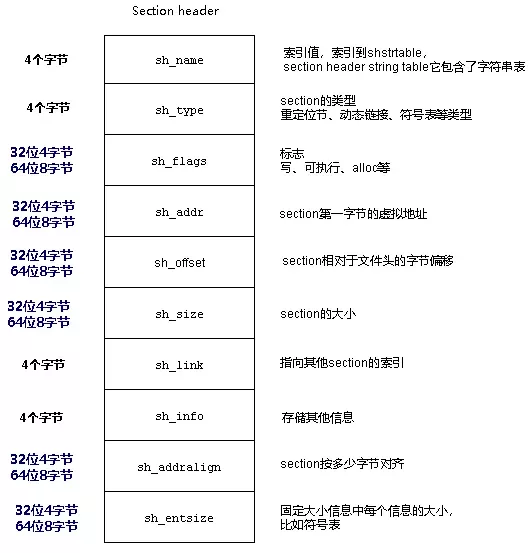 Section header
4个字节 sh_name 索引值，索引到shstrtable，
section header string table它包含了字符串表
4个字节 sh_type section的类型
重定位节、动态链接、符号表等类型
32位4字节
64位8字节 sh_flags 标志
写、可执行、alloc等
32位4字节
64位8字节 sh_addr section第一字节的虚拟地址
32位4字节
64位8字节 sh_offset section相对于文件头的字节偏移
32位4字节
64位8字节 sh_size section的大小
4个字节 sh_link 指向其他section的索引
4个字节 sh_info 存储其他信息
32位4字节
64位8字节 sh_addralign section按多少字节对齐
32位4字节
64位8字节 sh_entsize 固定大小信息中每个信息的大小，
比如符号表